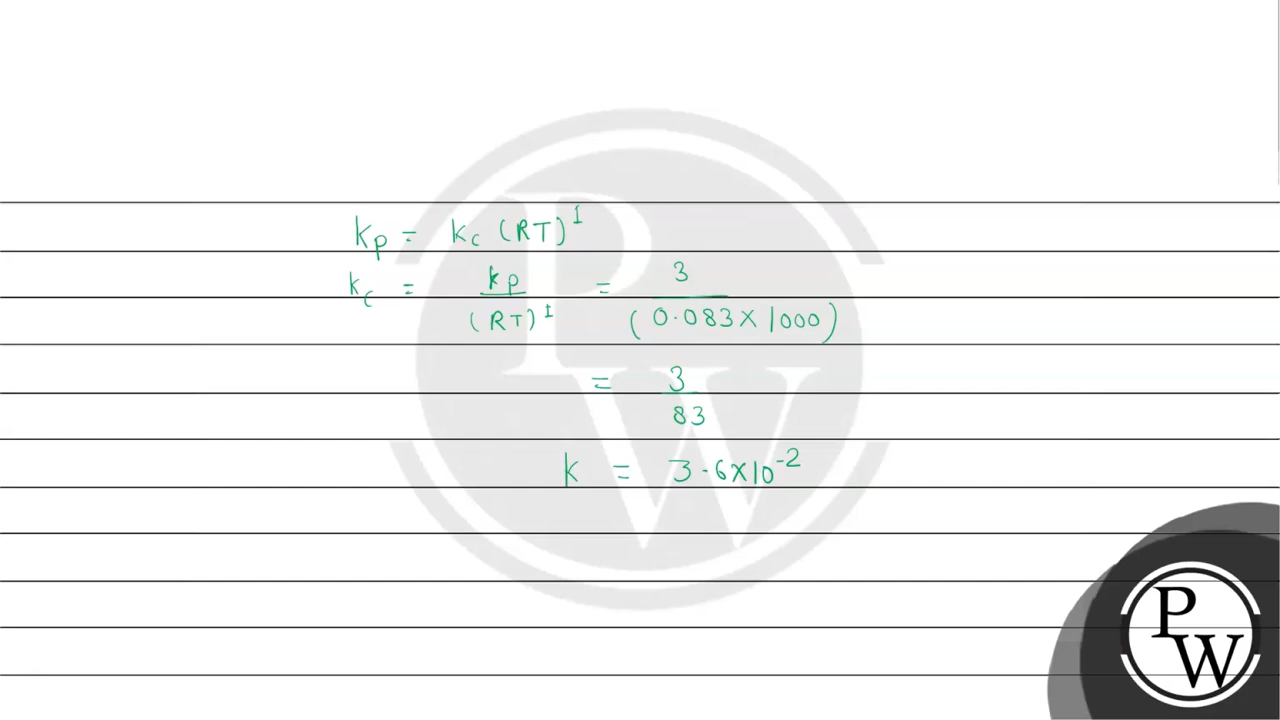 kp = kc (RT)^1
kc = kp/(RT)^1 = 3/(0.083×1000)
= 3/83
k = 3.6×10^-2
PW
PW